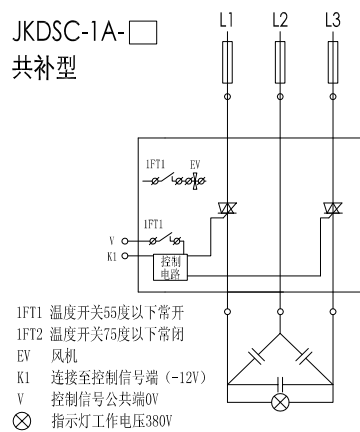 JKDSC-1A-□
共补型
L1 L2 L3
1FT1 EV
1FT1
V
K1
控制
电路
1FT1 温度开关55度以下常开
1FT2 温度开关75度以下常闭
EV 风机
K1 连接至控制信号端（-12V）
V 控制信号公共端0V
指示灯工作电压380V